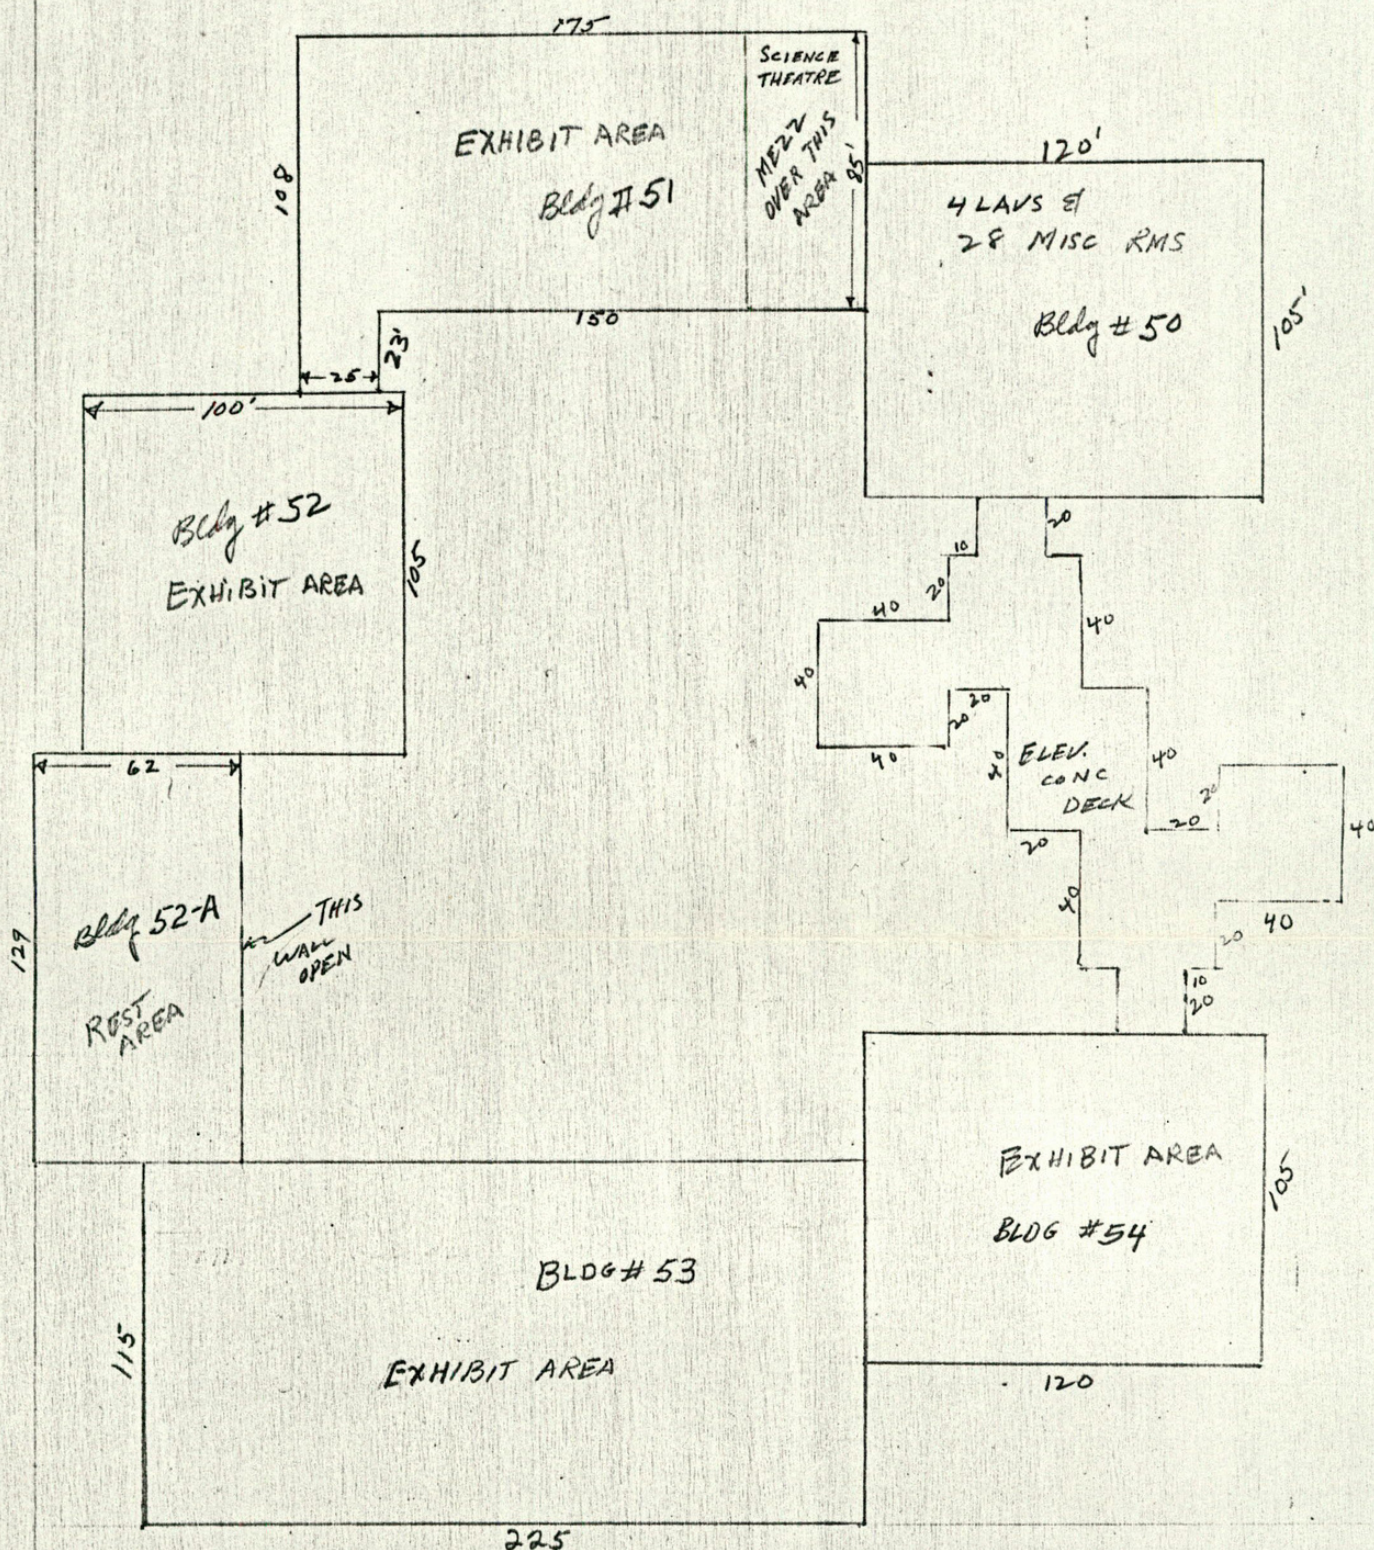 175
SCIENCE
THEATRE
MEZZ
OVER THIS
AREA
85'
EXHIBIT AREA
Bldg #51
108
150
23'
25
120'
4 LAVS &
28 MISC RMS
Bldg #50
105'
100'
Bldg #52
EXHIBIT AREA
105
20
10
20
40
40
40
40
20
20
40
ELEV.
CONC
DECK
40
20
20
20
40
40
40
20
10
20
62
Bldg 52-A
REST
AREA
129
THIS
WALL
OPEN
EXHIBIT AREA
BLDG #54
105
120
BLDG # 53
EXHIBIT AREA
115
225